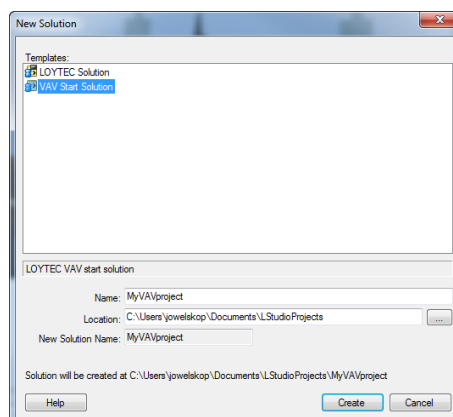 New Solution
Templates:
LOYTEC Solution
VAV Start Solution
LOYTEC VAV start solution
Name: MyVAVproject
Location: C:\Users\jowelskop\Documents\LStudioProjects ...
New Solution Name: MyVAVproject
Solution will be created at C:\Users\jowelskop\Documents\LStudioProjects\MyVAVproject
Help Create Cancel